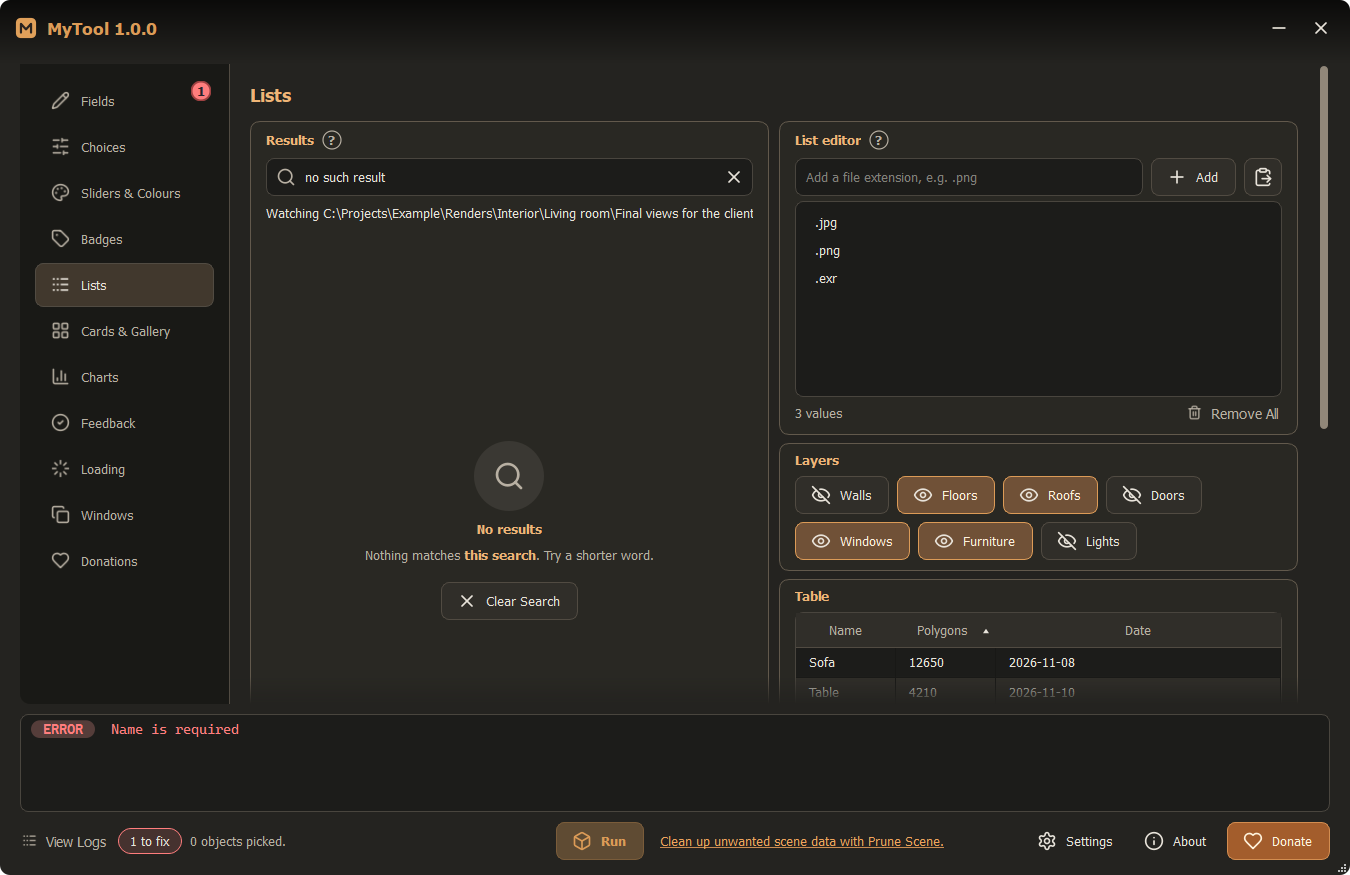 MyTool 1.0.0
Fields
1
Choices
Sliders & Colours
Badges
Lists
Cards & Gallery
Charts
Feedback
Loading
Windows
Donations
Lists
Results ?
no such result
Watching C:\Projects\Example\Renders\Interior\Living room\Final views for the client
No results
Nothing matches this search. Try a shorter word.
Clear Search
List editor ?
Add a file extension, e.g. .png
Add
.jpg
.png
.exr
3 values
Remove All
Layers
Walls Floors Roofs Doors
Windows Furniture Lights
Table
Name Polygons Date
Sofa 12650 2026-11-08
Table 4210 2026-11-10
ERROR Name is required
View Logs 1 to fix 0 objects picked. Run Clean up unwanted scene data with Prune Scene. Settings About Donate